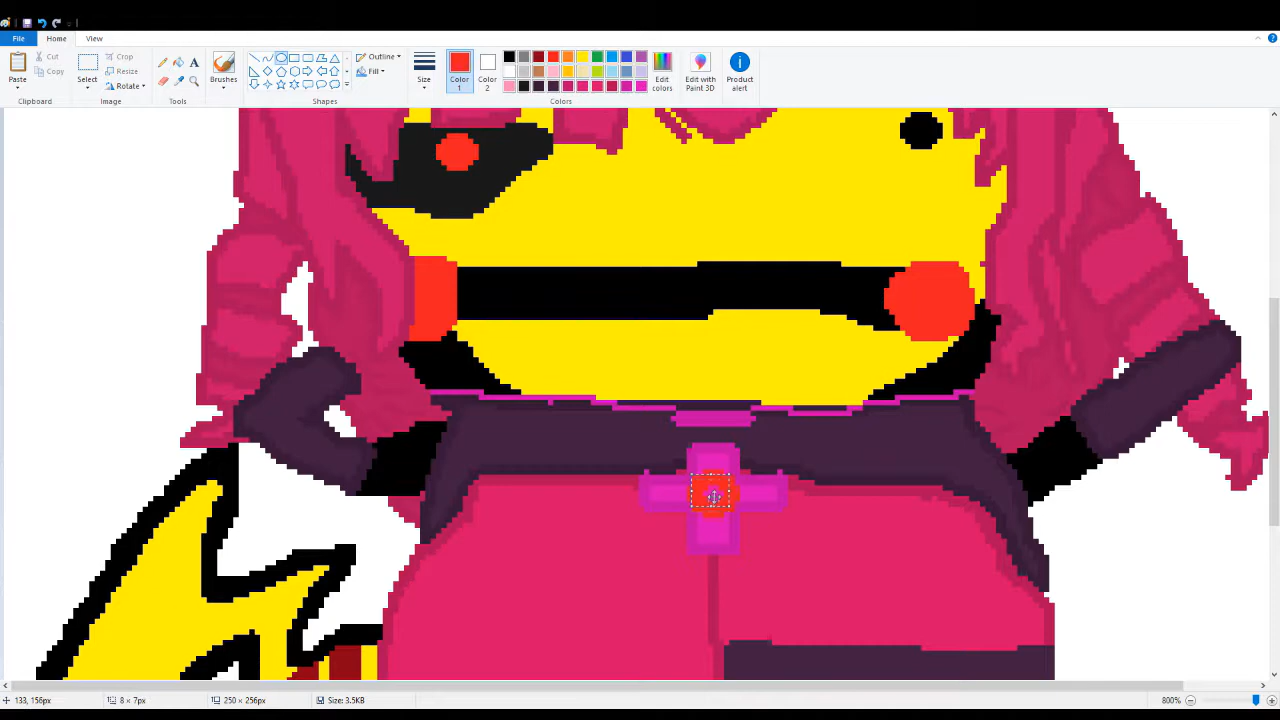 File Home View
Paste
Cut
Copy
Clipboard
Select
Crop
Resize
Rotate
Image
A
Tools
Brushes
Outline
Fill
Shapes
Size
Color 1
Color 2
Edit colors
Colors
Edit with Paint 3D
Product alert
133, 156px
8 × 7px
250 × 256px
Size: 3.5KB
800%